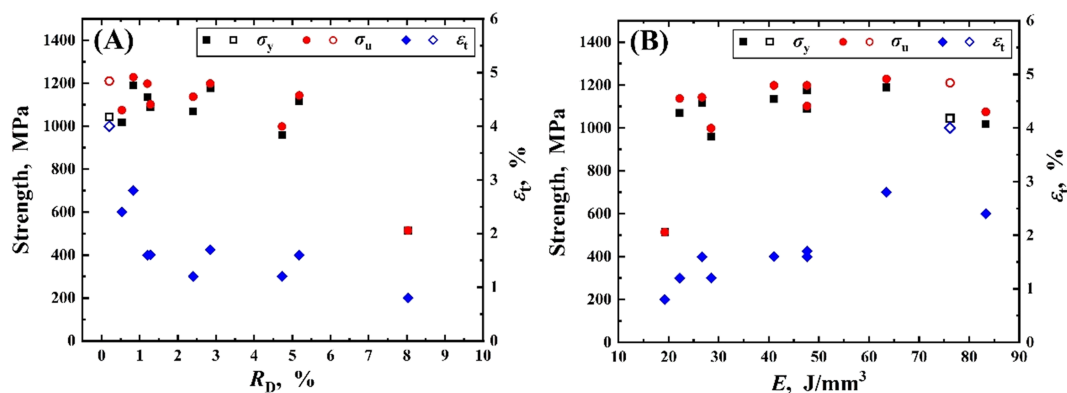 (A)
σy σu εt
1400
1200
1000
800
600
400
200
0
Strength, MPa
6
5
4
3
2
1
0
εt, %
0 1 2 3 4 5 6 7 8 9 10
RD, %
(B)
σy σu εt
1400
1200
1000
800
600
400
200
0
Strength, MPa
6
5
4
3
2
1
0
εt, %
10 20 30 40 50 60 70 80 90
E, J/mm³